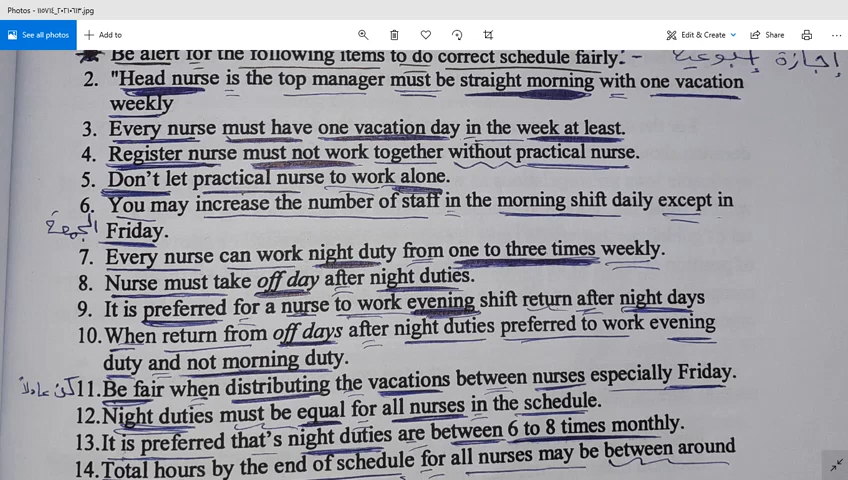 Photos - ١١٥٧١٤_٢٠٢١٠٦١٣.jpg
See all photos
Add to
Edit & Create
Share
Print
Be alert for the following items to do correct schedule fairly:-
إجازة إسبوعية
2. "Head nurse is the top manager must be straight morning with one vacation
weekly
3. Every nurse must have one vacation day in the week at least.
4. Register nurse must not work together without practical nurse.
5. Don't let practical nurse to work alone.
6. You may increase the number of staff in the morning shift daily except in
الجمعة Friday.
7. Every nurse can work night duty from one to three times weekly.
8. Nurse must take off day after night duties.
9. It is preferred for a nurse to work evening shift return after night days
10. When return from off days after night duties preferred to work evening
duty and not morning duty.
كن عادلاً 11. Be fair when distributing the vacations between nurses especially Friday.
12. Night duties must be equal for all nurses in the schedule.
13. It is preferred that's night duties are between 6 to 8 times monthly.
14. Total hours by the end of schedule for all nurses may be between around